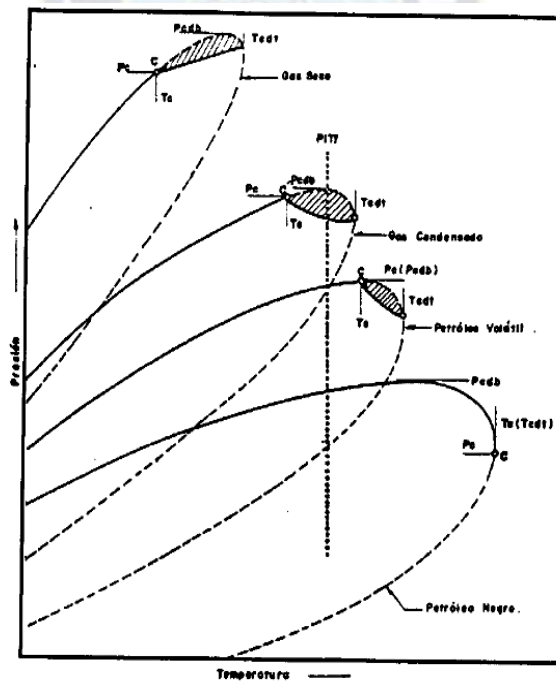 Pcdb
Tcdt
Pc
C
Tc
Gas Seco
PITT
Pcdb
C
Pc
Tcdt
Tc
Gas Condensado
C
Pc(Pcdb)
Tcdt
Tc
Petróleo Volátil
Presión
Pcdb
Tc(Tcdt)
Pc
C
Petróleo Negro.
Temperatura